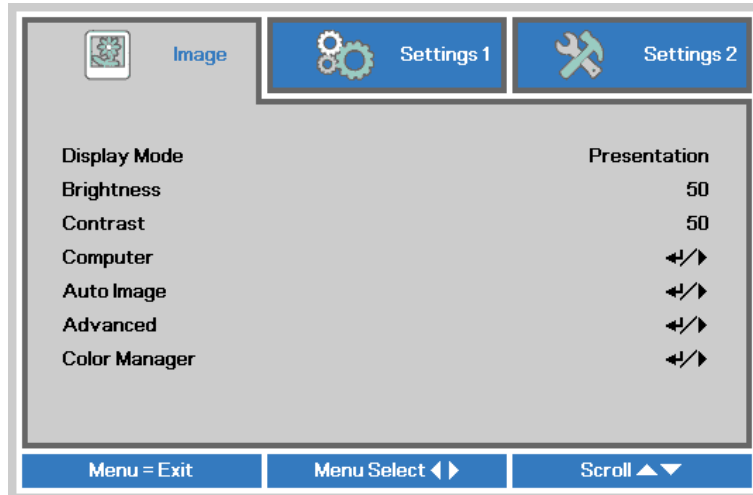 Image Settings 1 Settings 2
Display Mode Presentation
Brightness 50
Contrast 50
Computer ↵/▶
Auto Image ↵/▶
Advanced ↵/▶
Color Manager ↵/▶
Menu = Exit Menu Select ◀▶ Scroll ▲▼